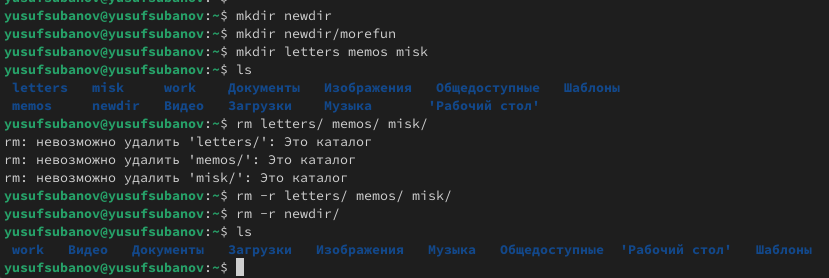 yusufsubanov@yusufsubanov:~$ mkdir newdir
yusufsubanov@yusufsubanov:~$ mkdir newdir/morefun
yusufsubanov@yusufsubanov:~$ mkdir letters memos misk
yusufsubanov@yusufsubanov:~$ ls
letters misk work Документы Изображения Общедоступные Шаблоны
memos newdir Видео Загрузки Музыка 'Рабочий стол'
yusufsubanov@yusufsubanov:~$ rm letters/ memos/ misk/
rm: невозможно удалить 'letters/': Это каталог
rm: невозможно удалить 'memos/': Это каталог
rm: невозможно удалить 'misk/': Это каталог
yusufsubanov@yusufsubanov:~$ rm -r letters/ memos/ misk/
yusufsubanov@yusufsubanov:~$ rm -r newdir/
yusufsubanov@yusufsubanov:~$ ls
work Видео Документы Загрузки Изображения Музыка Общедоступные 'Рабочий стол' Шаблоны
yusufsubanov@yusufsubanov:~$